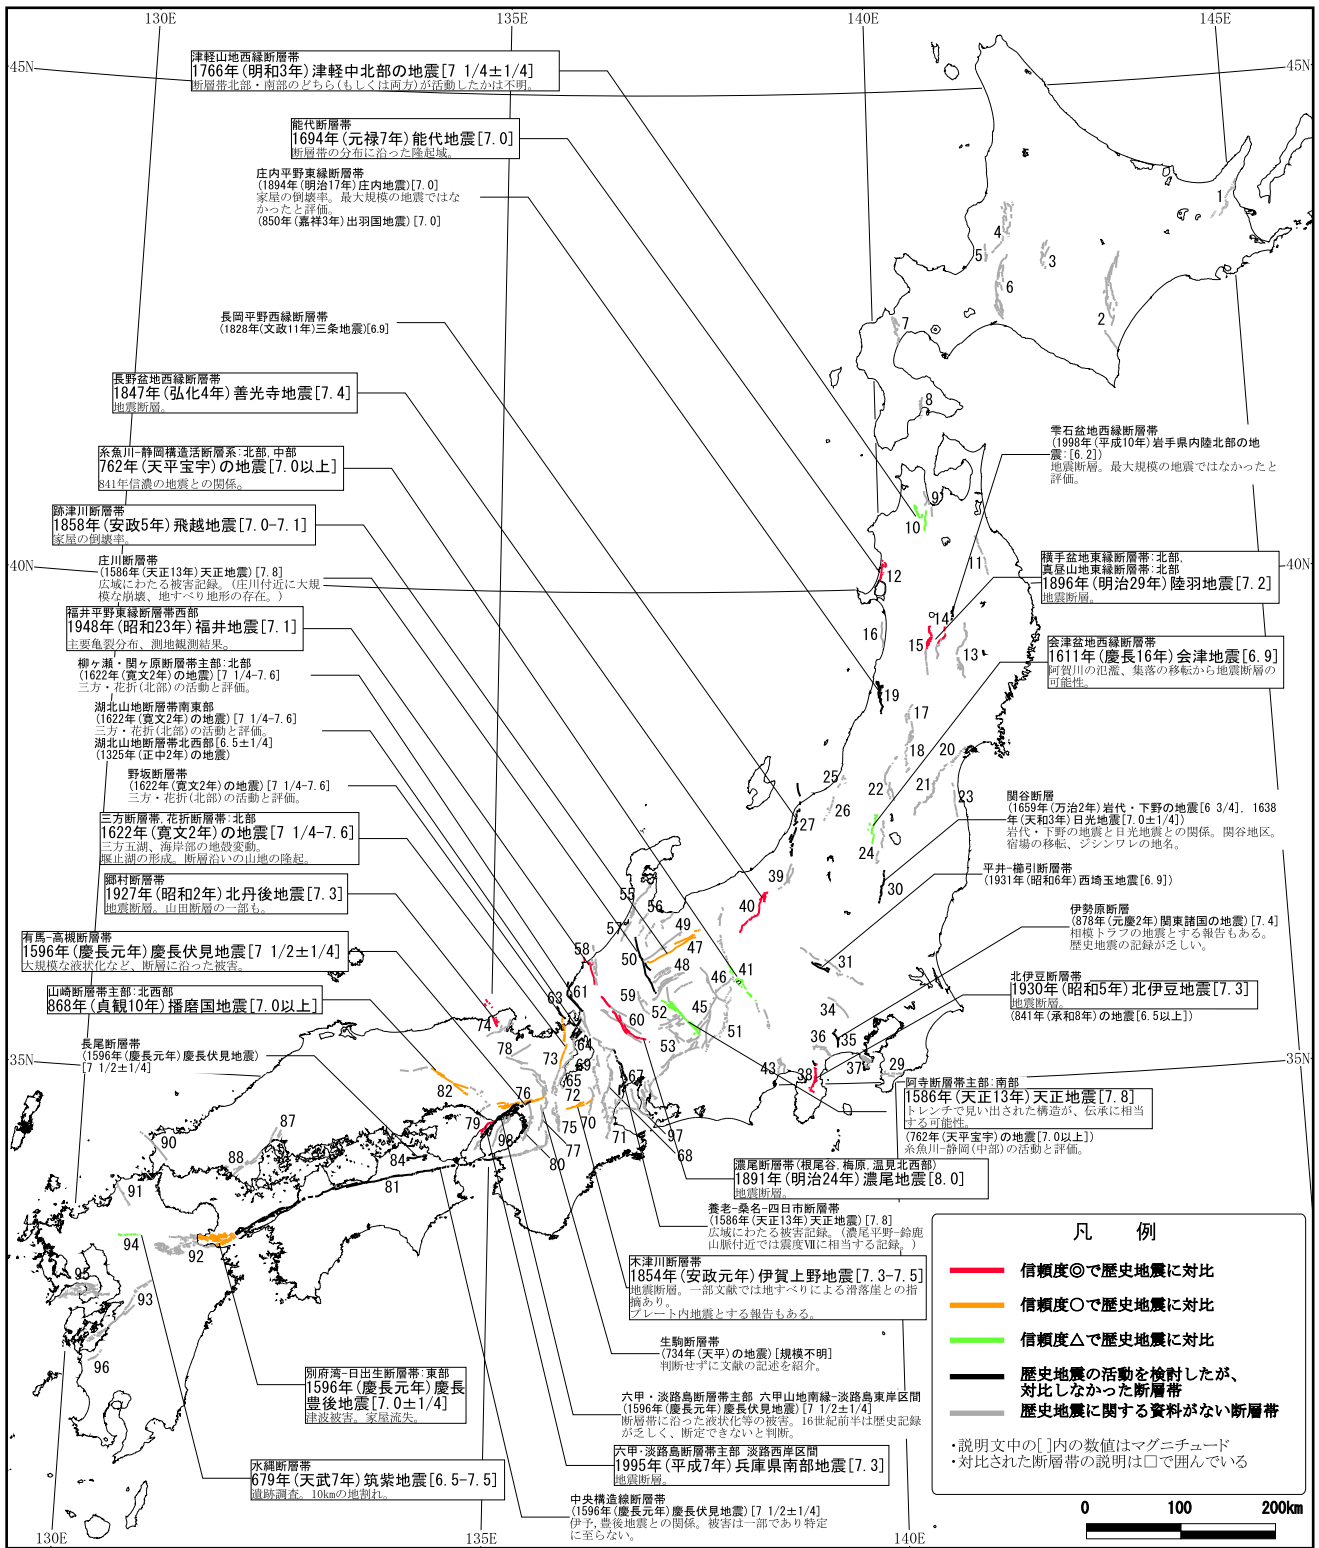 130E
135E
140E
145E
45N
45N
津軽山地西縁断層帯
1766年(明和3年)津軽中北部の地震[7 1/4±1/4]
断層帯北部・南部のどちら(もしくは両方)が活動したかは不明。
能代断層帯
1694年(元禄7年)能代地震[7.0]
断層帯の分布に沿った隆起域。
庄内平野東縁断層帯
(1894年(明治17年)庄内地震)[7.0]
家屋の倒壊率。最大規模の地震ではな
かったと評価。
(850年(嘉祥3年)出羽国地震)[7.0]
長岡平野西縁断層帯
(1828年(文政11年)三条地震)[6.9]
長野盆地西縁断層帯
1847年(弘化4年)善光寺地震[7.4]
地震断層。
糸魚川-静岡構造活断層系:北部,中部
762年(天平宝宇)の地震[7.0以上]
841年信濃の地震との関係。
跡津川断層帯
1858年(安政5年)飛越地震[7.0-7.1]
家屋の倒壊率。
40N
庄川断層帯
(1586年(天正13年)天正地震)[7.8]
広域にわたる被害記録。(庄川付近に大規
模な崩壊、地すべり地形の存在。)
福井平野東縁断層帯西部
1948年(昭和23年)福井地震[7.1]
主要亀裂分布、測地観測結果。
柳ヶ瀬・関ヶ原断層帯主部:北部
(1622年(寛文2年)の地震)[7 1/4-7.6]
三方・花折(北部)の活動と評価。
湖北山地断層帯南東部
(1622年(寛文2年)の地震)[7 1/4-7.6]
三方・花折(北部)の活動と評価。
湖北山地断層帯北西部[6.5±1/4]
(1325年(正中2年)の地震)
野坂断層帯
(1622年(寛文2年)の地震)[7 1/4-7.6]
三方・花折(北部)の活動と評価。
三方断層帯,花折断層帯:北部
1622年(寛文2年)の地震[7 1/4-7.6]
三方五湖、海岸部の地殻変動。
堰止湖の形成。断層沿いの山地の隆起。
郷村断層帯
1927年(昭和2年)北丹後地震[7.3]
地震断層。山田断層の一部も。
有馬-高槻断層帯
1596年(慶長元年)慶長伏見地震[7 1/2±1/4]
大規模な液状化など、断層に沿った被害。
山崎断層帯主部:北西部
868年(貞観10年)播磨国地震[7.0以上]
長尾断層帯
(1596年(慶長元年)慶長伏見地震)
[7 1/2±1/4]
35N
雫石盆地西縁断層帯
(1998年(平成10年)岩手県内陸北部の地
震:[6.2])
地震断層。最大規模の地震ではなかったと
評価。
横手盆地東縁断層帯:北部,
真昼山地東縁断層帯:北部
1896年(明治29年)陸羽地震[7.2]
地震断層。
40N
会津盆地西縁断層帯
1611年(慶長16年)会津地震[6.9]
阿賀川の氾濫、集落の移転から地震断層の
可能性。
関谷断層
(1659年(万治2年)岩代・下野の地震[6 3/4], 1638
年(天和3年)日光地震[7.0±1/4])
岩代・下野の地震と日光地震との関係。関谷地区。
宿場の移転、ジシンワレの地名。
平井-櫛引断層帯
(1931年(昭和6年)西埼玉地震[6.9])
伊勢原断層
(878年(元慶2年)関東諸国の地震)[7.4]
相模トラフの地震とする報告もある。
歴史地震の記録が乏しい。
北伊豆断層帯
1930年(昭和5年)北伊豆地震[7.3]
地震断層。
(841年(承和8年)の地震[6.5以上])
35N
阿寺断層帯主部:南部
1586年(天正13年)天正地震[7.8]
トレンチで見い出された構造が、伝承に相当
する可能性。
(762年(天平宝宇)の地震[7.0以上])
糸魚川-静岡(中部)の活動と評価。
濃尾断層帯(根尾谷,梅原,温見北西部)
1891年(明治24年)濃尾地震[8.0]
地震断層。
養老-桑名-四日市断層帯
(1586年(天正13年)天正地震)[7.8]
広域にわたる被害記録。(濃尾平野-鈴鹿
山脈付近では震度Ⅶに相当する記録。)
木津川断層帯
1854年(安政元年)伊賀上野地震[7.3-7.5]
地震断層。一部文献では地すべりによる滑落崖との指
摘あり。
プレート内地震とする報告もある。
生駒断層帯
(734年(天平)の地震)[規模不明]
判断せずに文献の記述を紹介。
六甲・淡路島断層帯主部 六甲山地南縁-淡路島東岸区間
(1596年(慶長元年)慶長伏見地震)[7 1/2±1/4]
断層帯に沿った液状化等の被害。16世紀前半は歴史記録
が乏しく、断定できないと判断。
六甲・淡路島断層帯主部 淡路西岸区間
1995年(平成7年)兵庫県南部地震[7.3]
地震断層。
中央構造線断層帯
(1596年(慶長元年)慶長伏見地震)[7 1/2±1/4]
伊予,豊後地震との関係。被害は一部であり特定
に至らない。
別府湾-日出生断層帯:東部
1596年(慶長元年)慶長
豊後地震[7.0±1/4]
津波被害。家屋流失。
水縄断層帯
679年(天武7年)筑紫地震[6.5-7.5]
遺跡調査。10kmの地割れ。
1
2
3
4
5
6
7
8
9
10
11
12
13
14
15
16
17
18
19
20
21
22
23
24
25
26
27
29
30
31
34
35
36
37
38
39
40
41
43
45
46
47
48
49
50
51
52
53
55
56
57
58
59
60
61
63
64
65
67
68
69
70
71
72
73
74
75
76
77
78
79
80
81
82
84
87
88
90
91
92
93
94
95
96
97
98
凡 例
信頼度◎で歴史地震に対比
信頼度○で歴史地震に対比
信頼度△で歴史地震に対比
歴史地震の活動を検討したが、
対比しなかった断層帯
歴史地震に関する資料がない断層帯
・説明文中の[ ]内の数値はマグニチュード
・対比された断層帯の説明は□で囲んでいる
0 100 200km
130E
135E
140E